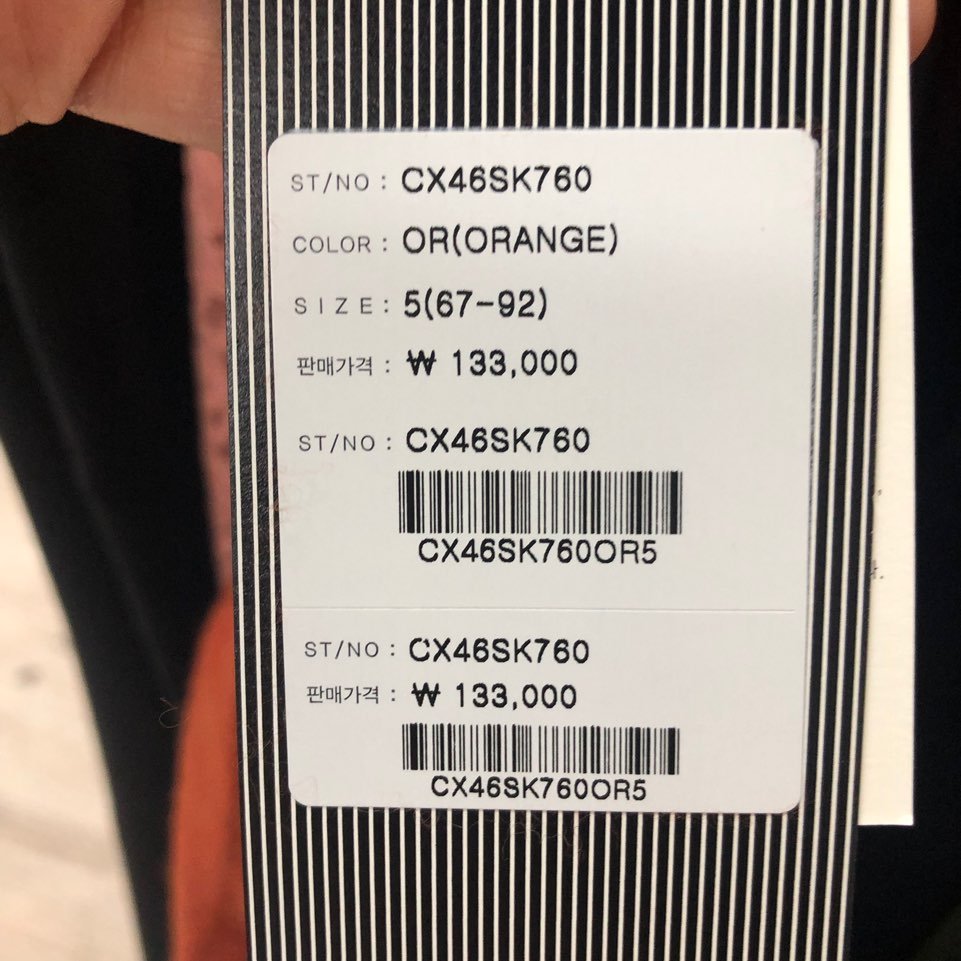 ST/NO : CX46SK760
COLOR : OR(ORANGE)
SIZE : 5(67-92)
판매가격 : ₩ 133,000
ST/NO : CX46SK760
CX46SK760OR5
ST/NO : CX46SK760
판매가격 : ₩ 133,000
CX46SK760OR5